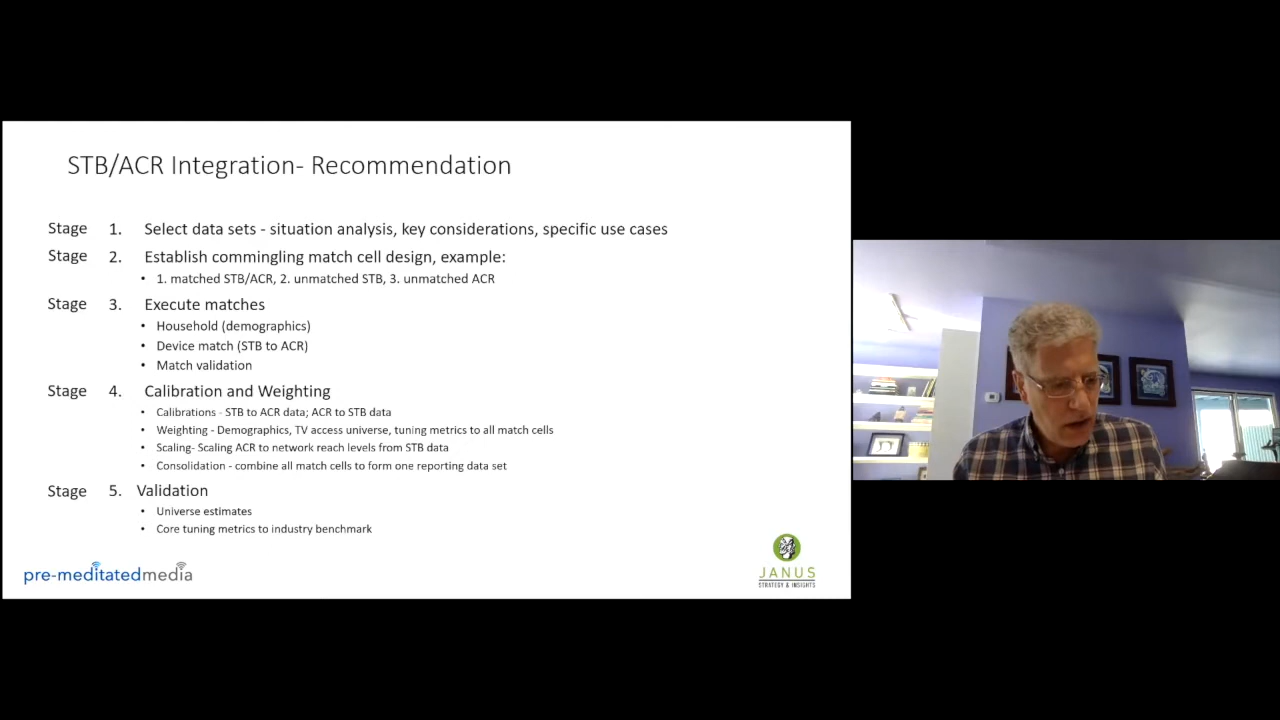 STB/ACR Integration- Recommendation
Stage 1. Select data sets - situation analysis, key considerations, specific use cases
Stage 2. Establish commingling match cell design, example:
• 1. matched STB/ACR, 2. unmatched STB, 3. unmatched ACR
Stage 3. Execute matches
• Household (demographics)
• Device match (STB to ACR)
• Match validation
Stage 4. Calibration and Weighting
• Calibrations - STB to ACR data; ACR to STB data
• Weighting - Demographics, TV access universe, tuning metrics to all match cells
• Scaling- Scaling ACR to network reach levels from STB data
• Consolidation - combine all match cells to form one reporting data set
Stage 5. Validation
• Universe estimates
• Core tuning metrics to industry benchmark
pre-meditatedmedia
JANUS
STRATEGY & INSIGHTS